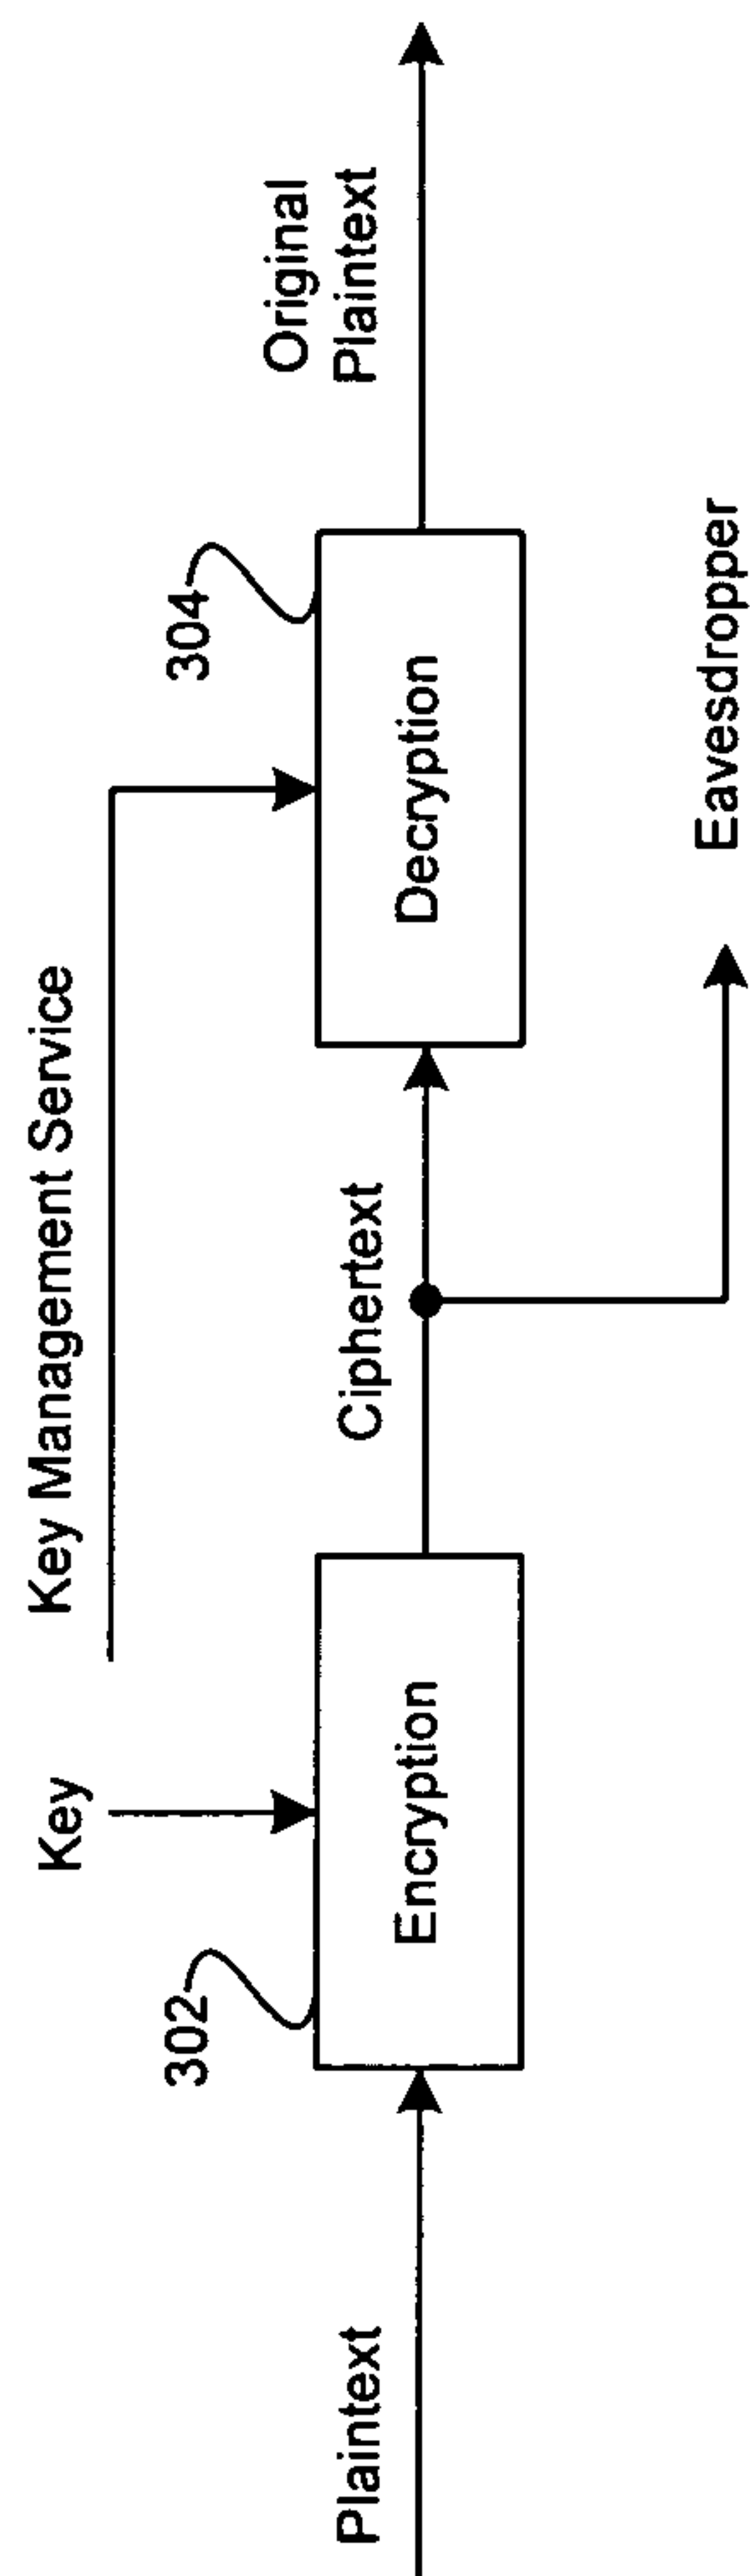 Key Management Service
Key
302
304
Plaintext
Encryption
Ciphertext
Decryption
Original
Plaintext
Eavesdropper